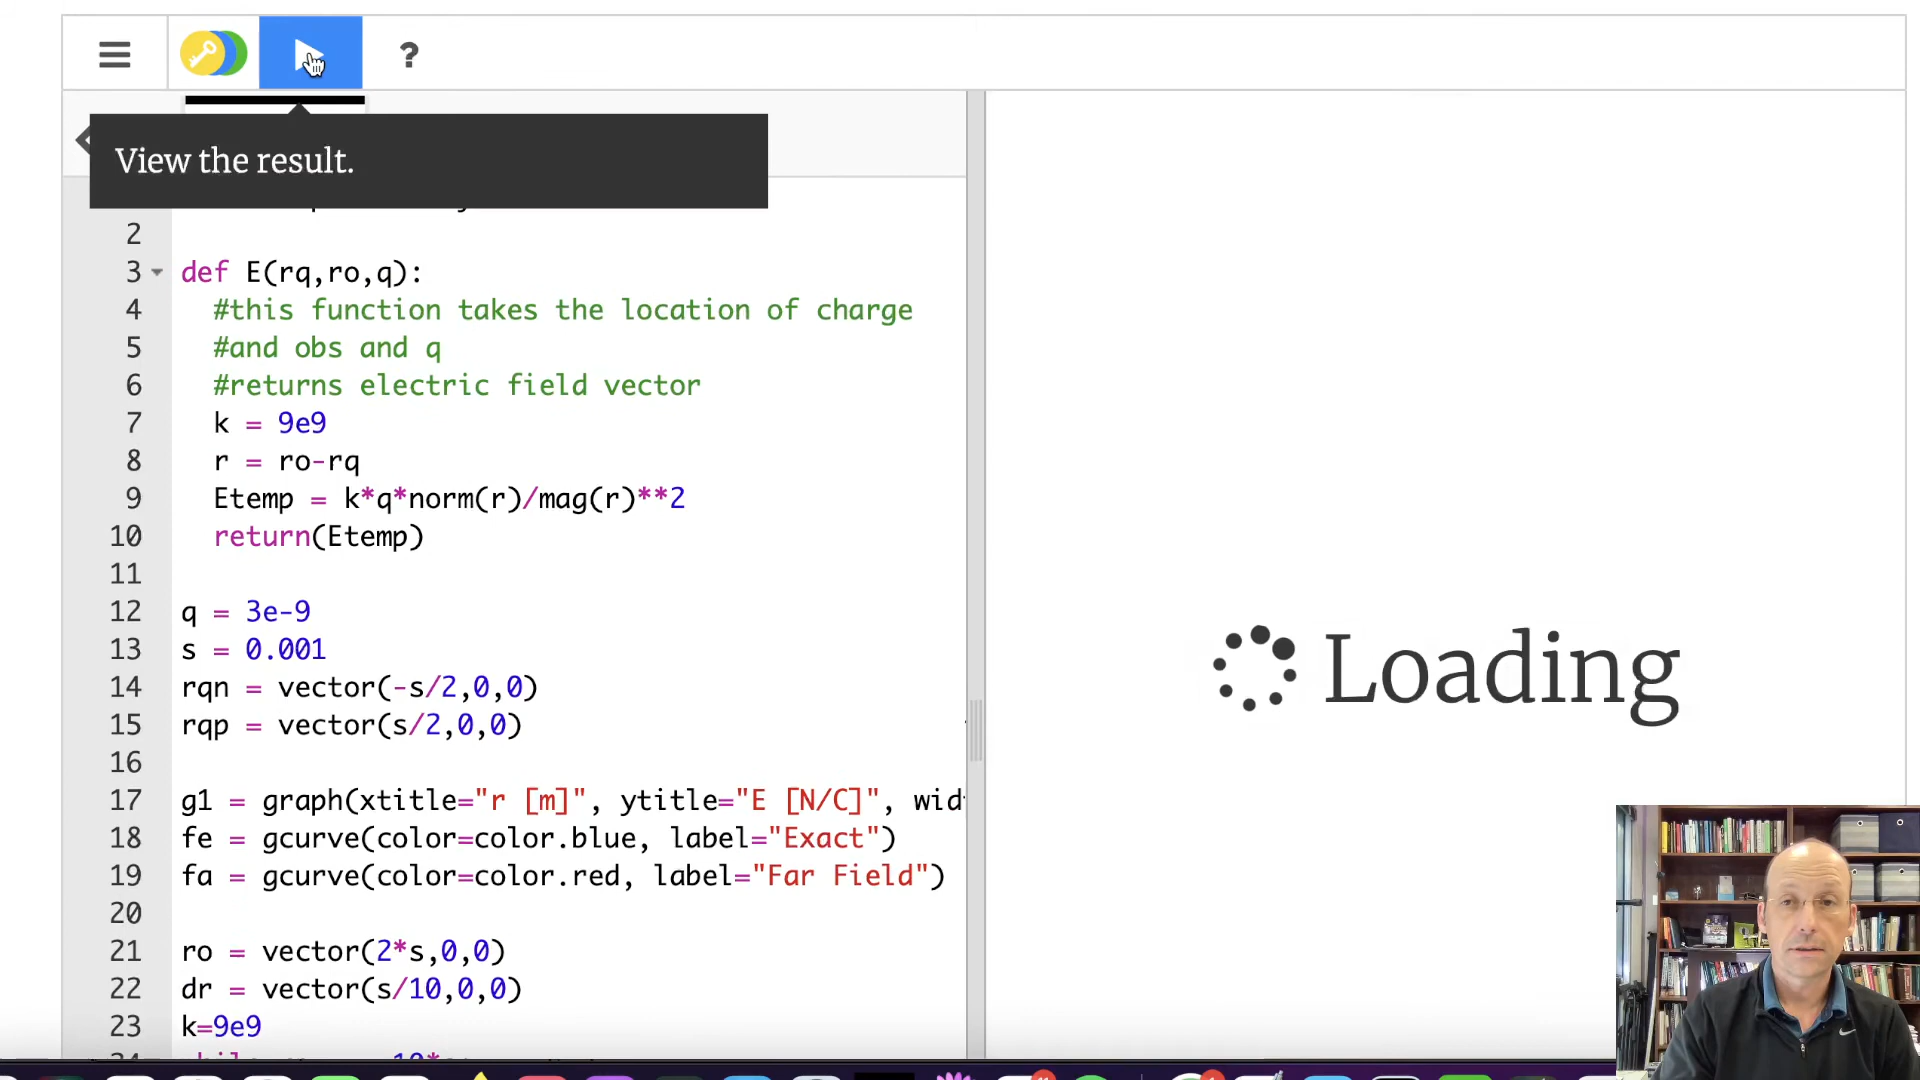 ?
View the result.
2
3 def E(rq,ro,q):
4 #this function takes the location of charge
5 #and obs and q
6 #returns electric field vector
7 k = 9e9
8 r = ro-rq
9 Etemp = k*q*norm(r)/mag(r)**2
10 return(Etemp)
11
12 q = 3e-9
13 s = 0.001
14 rqn = vector(-s/2,0,0)
15 rqp = vector(s/2,0,0)
16
17 g1 = graph(xtitle="r [m]", ytitle="E [N/C]", wid
18 fe = gcurve(color=color.blue, label="Exact")
19 fa = gcurve(color=color.red, label="Far Field")
20
21 ro = vector(2*s,0,0)
22 dr = vector(s/10,0,0)
23 k=9e9
Loading